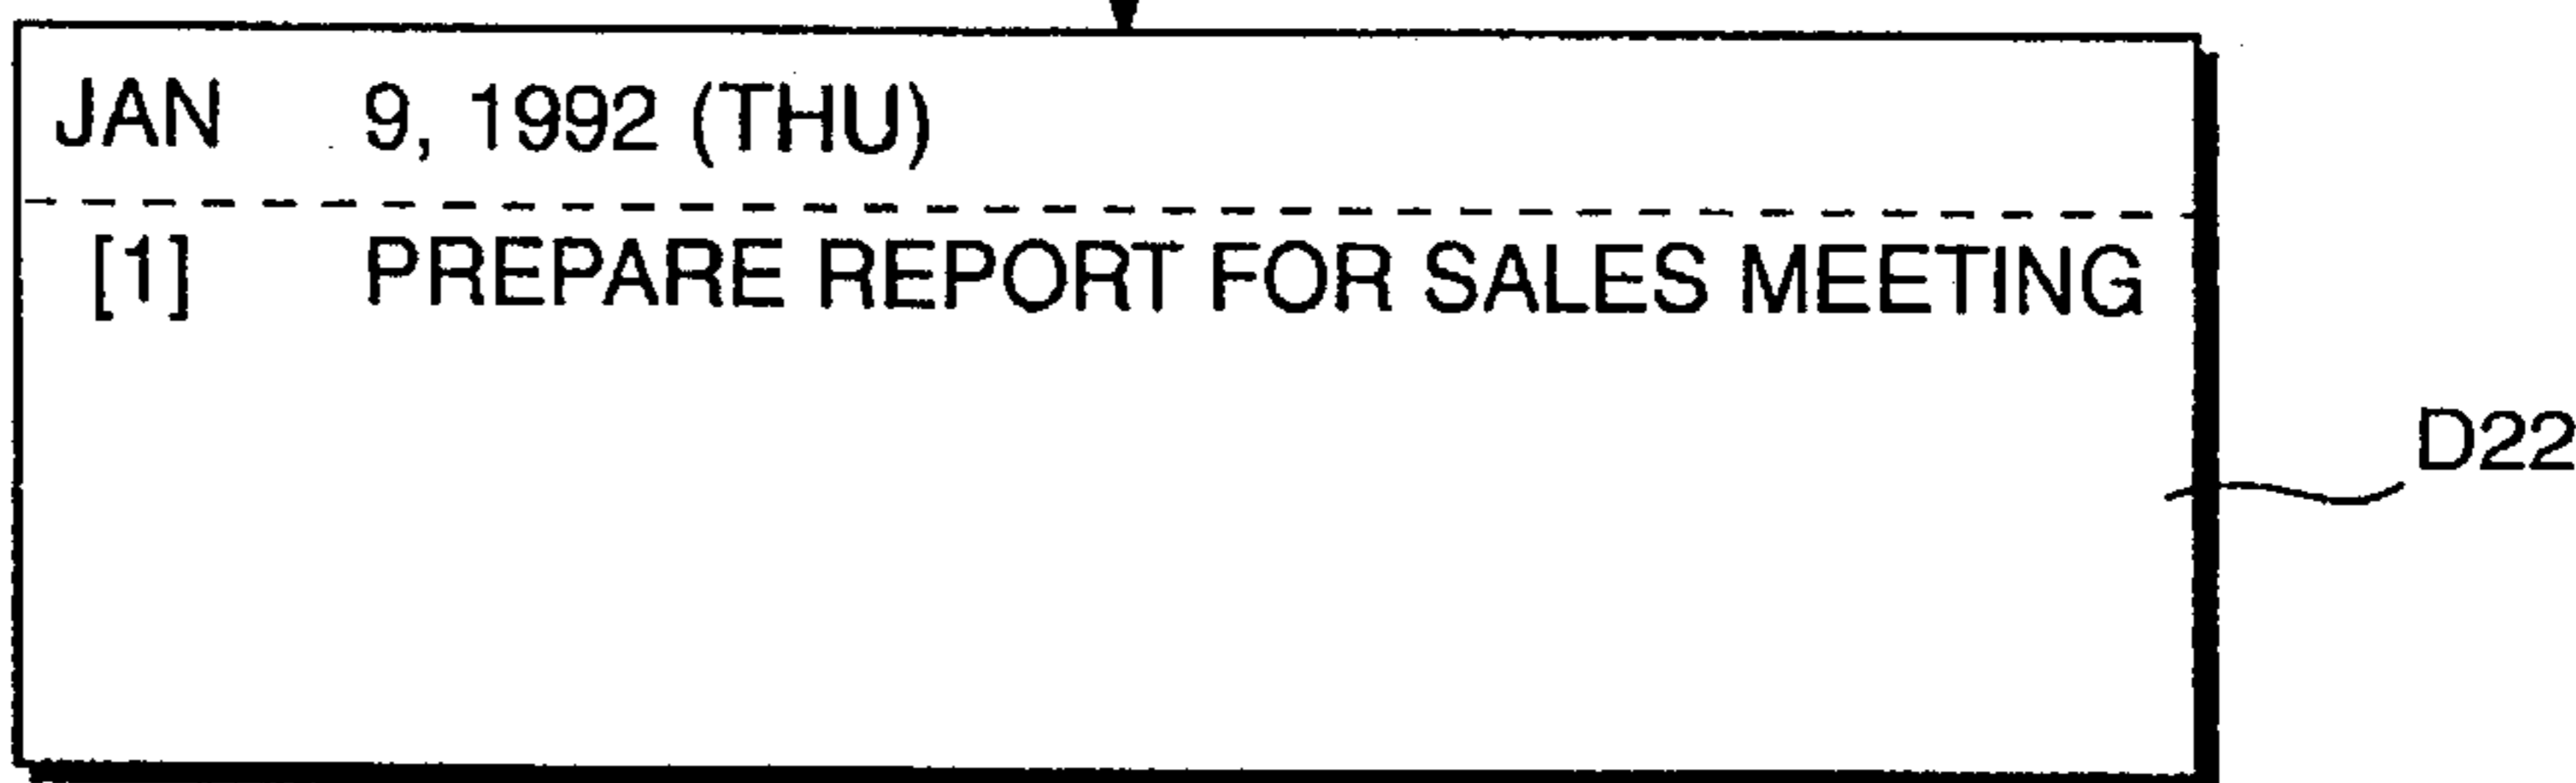 JAN 9, 1992 (THU)
[1] PREPARE REPORT FOR SALES MEETING
D22